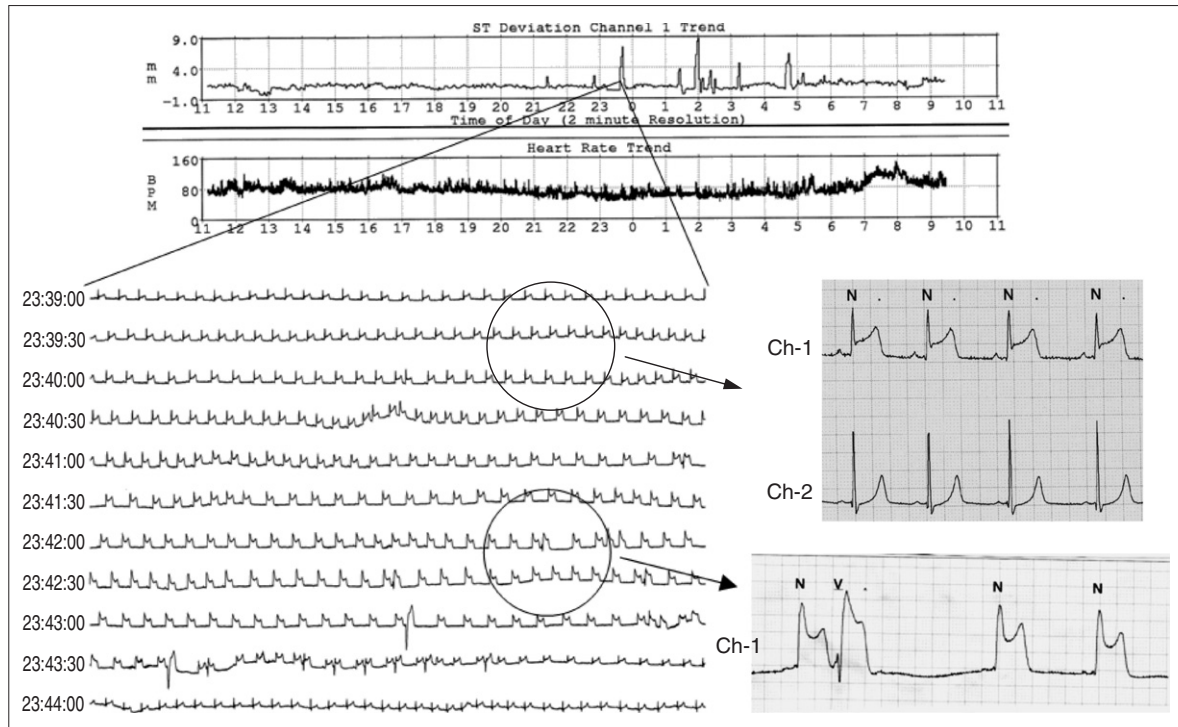 ST Deviation Channel 1 Trend
9.0
4.0
-1.0
m
m
11 12 13 14 15 16 17 18 19 20 21 22 23 0 1 2 3 4 5 6 7 8 9 10 11
Time of Day (2 minute Resolution)
Heart Rate Trend
160
80
0
B
P
M
11 12 13 14 15 16 17 18 19 20 21 22 23 0 1 2 3 4 5 6 7 8 9 10 11
23:39:00
23:39:30
23:40:00
23:40:30
23:41:00
23:41:30
23:42:00
23:42:30
23:43:00
23:43:30
23:44:00
N . N . N . N .
Ch-1
Ch-2
N V . N N
Ch-1